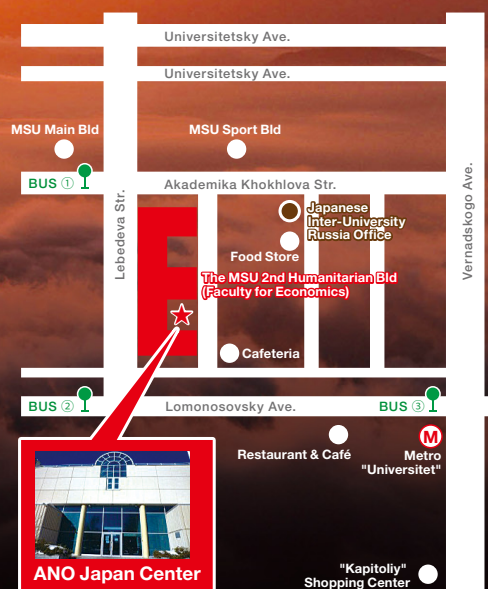 Universitetsky Ave.
Universitetsky Ave.
MSU Main Bld
MSU Sport Bld
BUS ①
Akademika Khokhlova Str.
Lebedeva Str.
Vernadskogo Ave.
Japanese
Inter-University
Russia Office
Food Store
The MSU 2nd Humanitarian Bld
(Faculty for Economics)
Cafeteria
BUS ②
Lomonosovsky Ave.
BUS ③
Restaurant & Café
M
Metro
"Universitet"
ANO Japan Center
"Kapitoliy"
Shopping Center